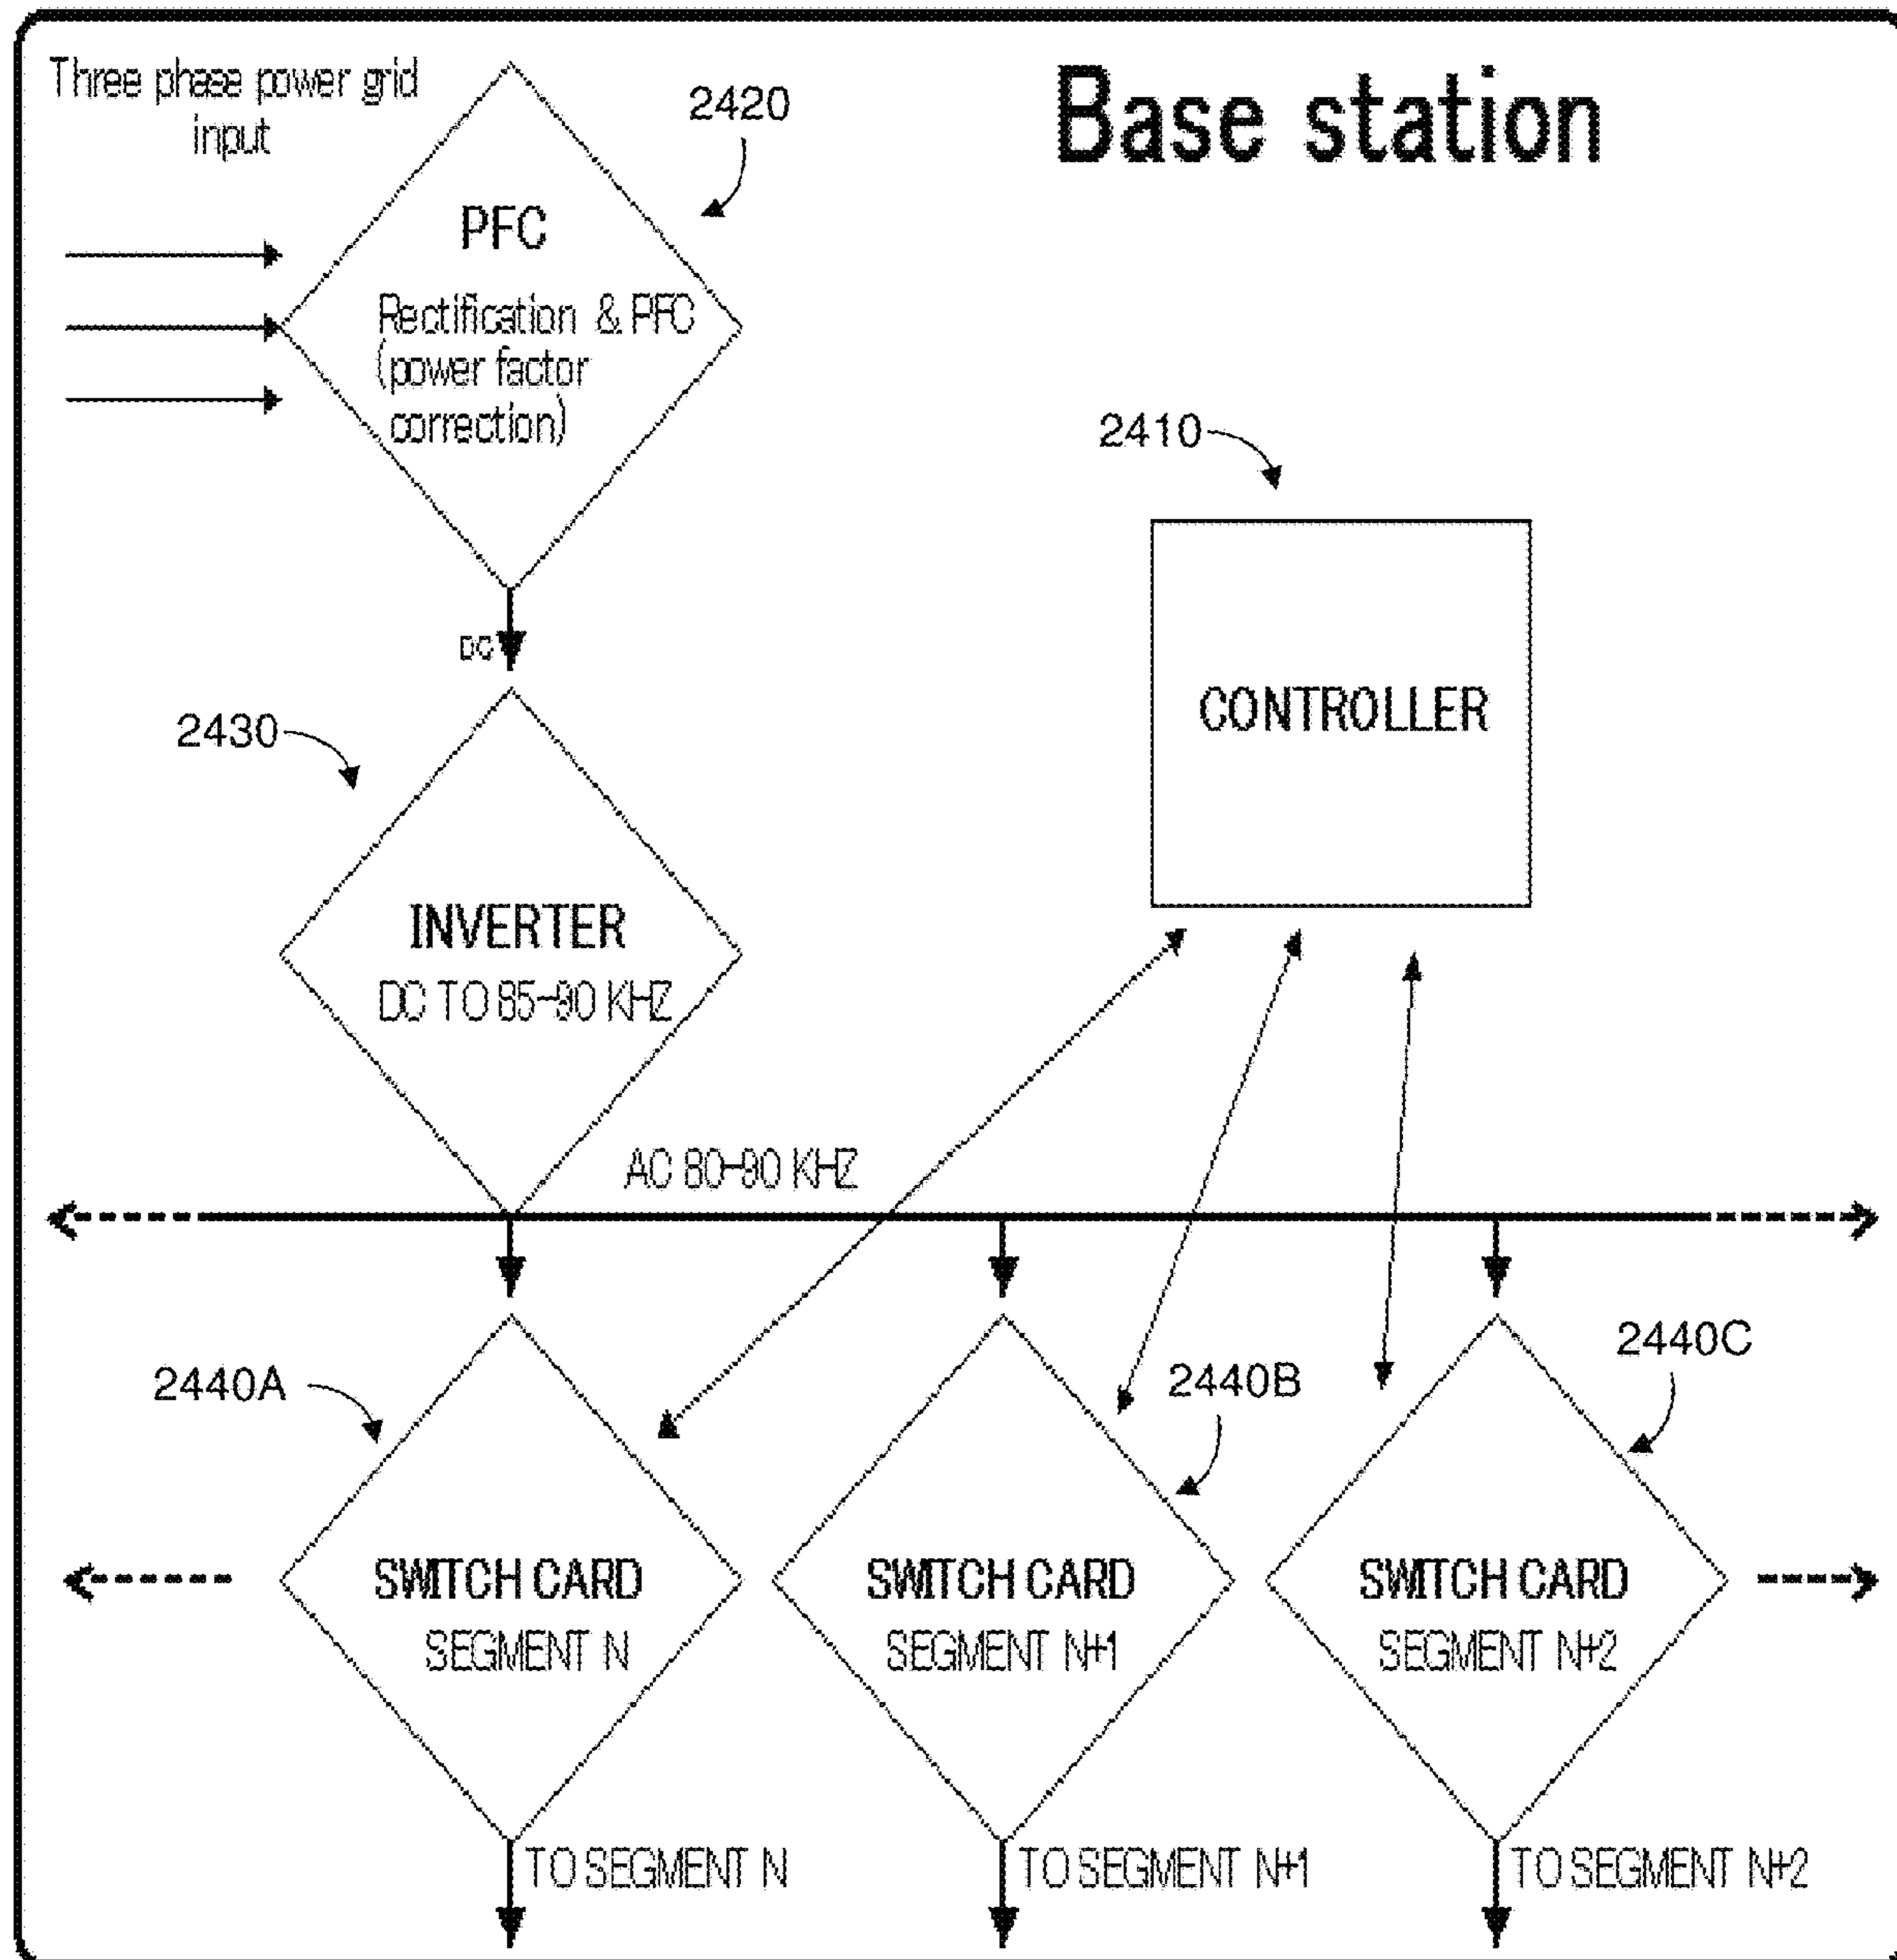 Three phase power grid
input
Base station
2420
PFC
Rectification & PFC
(power factor
correction)
2410
DC
CONTROLLER
2430
INVERTER
DC TO 85-90 KHZ
AC 80-90 KHZ
2440A
2440B
2440C
SWITCH CARD
SEGMENT N
SWITCH CARD
SEGMENT N+1
SWITCH CARD
SEGMENT N+2
TO SEGMENT N
TO SEGMENT N+1
TO SEGMENT N+2